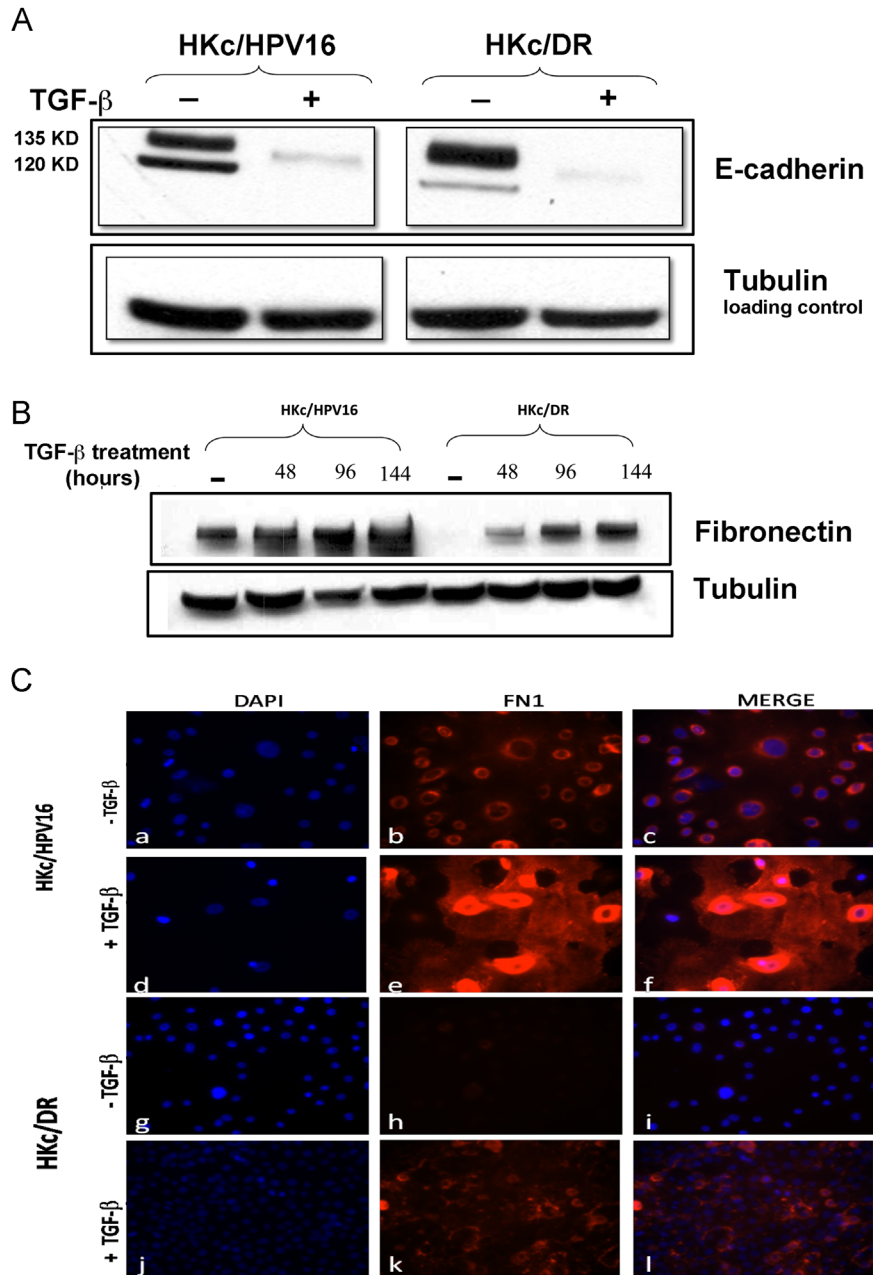 A
HKc/HPV16 HKc/DR
TGF-β – + – +
135 KD
120 KD
E-cadherin
Tubulin
loading control
B
HKc/HPV16 HKc/DR
TGF-β treatment
(hours)
– 48 96 144 – 48 96 144
Fibronectin
Tubulin
C
DAPI FN1 MERGE
HKc/HPV16
- TGF-β
a b c
+ TGF-β
d e f
HKc/DR
- TGF-β
g h i
+ TGF-β
j k l